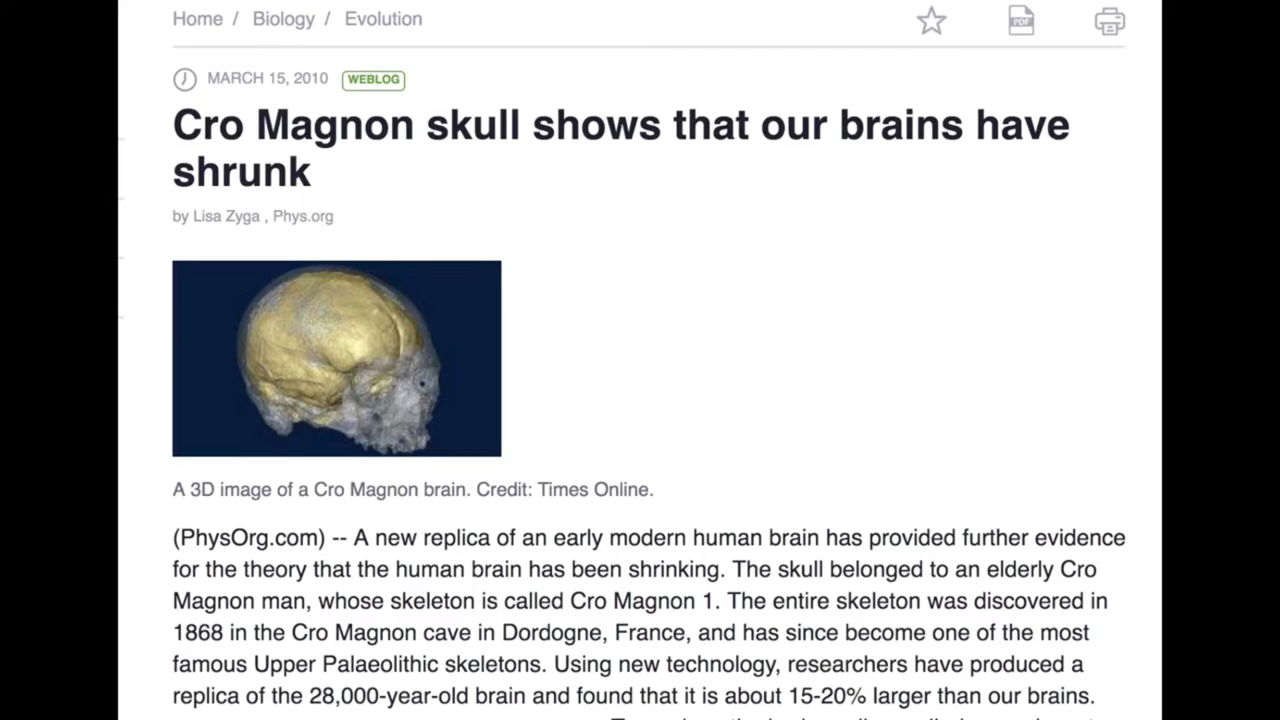 Home / Biology / Evolution
PDF
MARCH 15, 2010 WEBLOG
Cro Magnon skull shows that our brains have
shrunk
by Lisa Zyga , Phys.org
A 3D image of a Cro Magnon brain. Credit: Times Online.
(PhysOrg.com) -- A new replica of an early modern human brain has provided further evidence
for the theory that the human brain has been shrinking. The skull belonged to an elderly Cro
Magnon man, whose skeleton is called Cro Magnon 1. The entire skeleton was discovered in
1868 in the Cro Magnon cave in Dordogne, France, and has since become one of the most
famous Upper Palaeolithic skeletons. Using new technology, researchers have produced a
replica of the 28,000-year-old brain and found that it is about 15-20% larger than our brains.